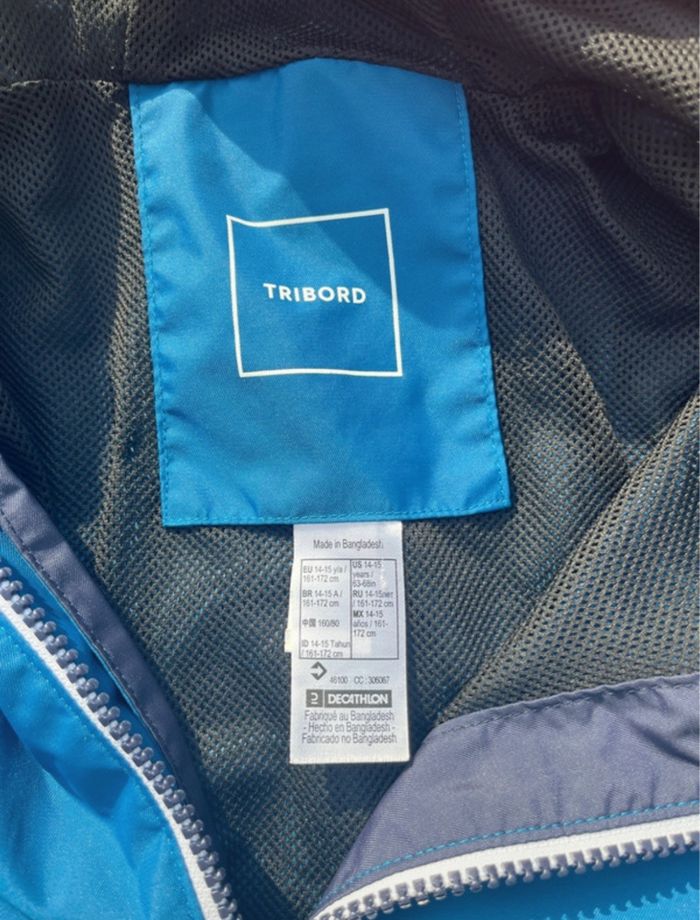 TRIBORD
Made in Bangladesh
EU 14-15 y/a /
161-172 cm
BR 14-15 A /
161-172 cm
中国 160/80
ID 14-15 Tahun
/ 161-172 cm
US 14-15
years /
63-68in
RU 14-15лет
/ 161-172 cm
MX 14-15
años / 161-
172 cm
46100 CC : 306067
DECATHLON
Fabriqué au Bangladesh
- Hecho en Bangladesh -
Fabricado no Bangladesh